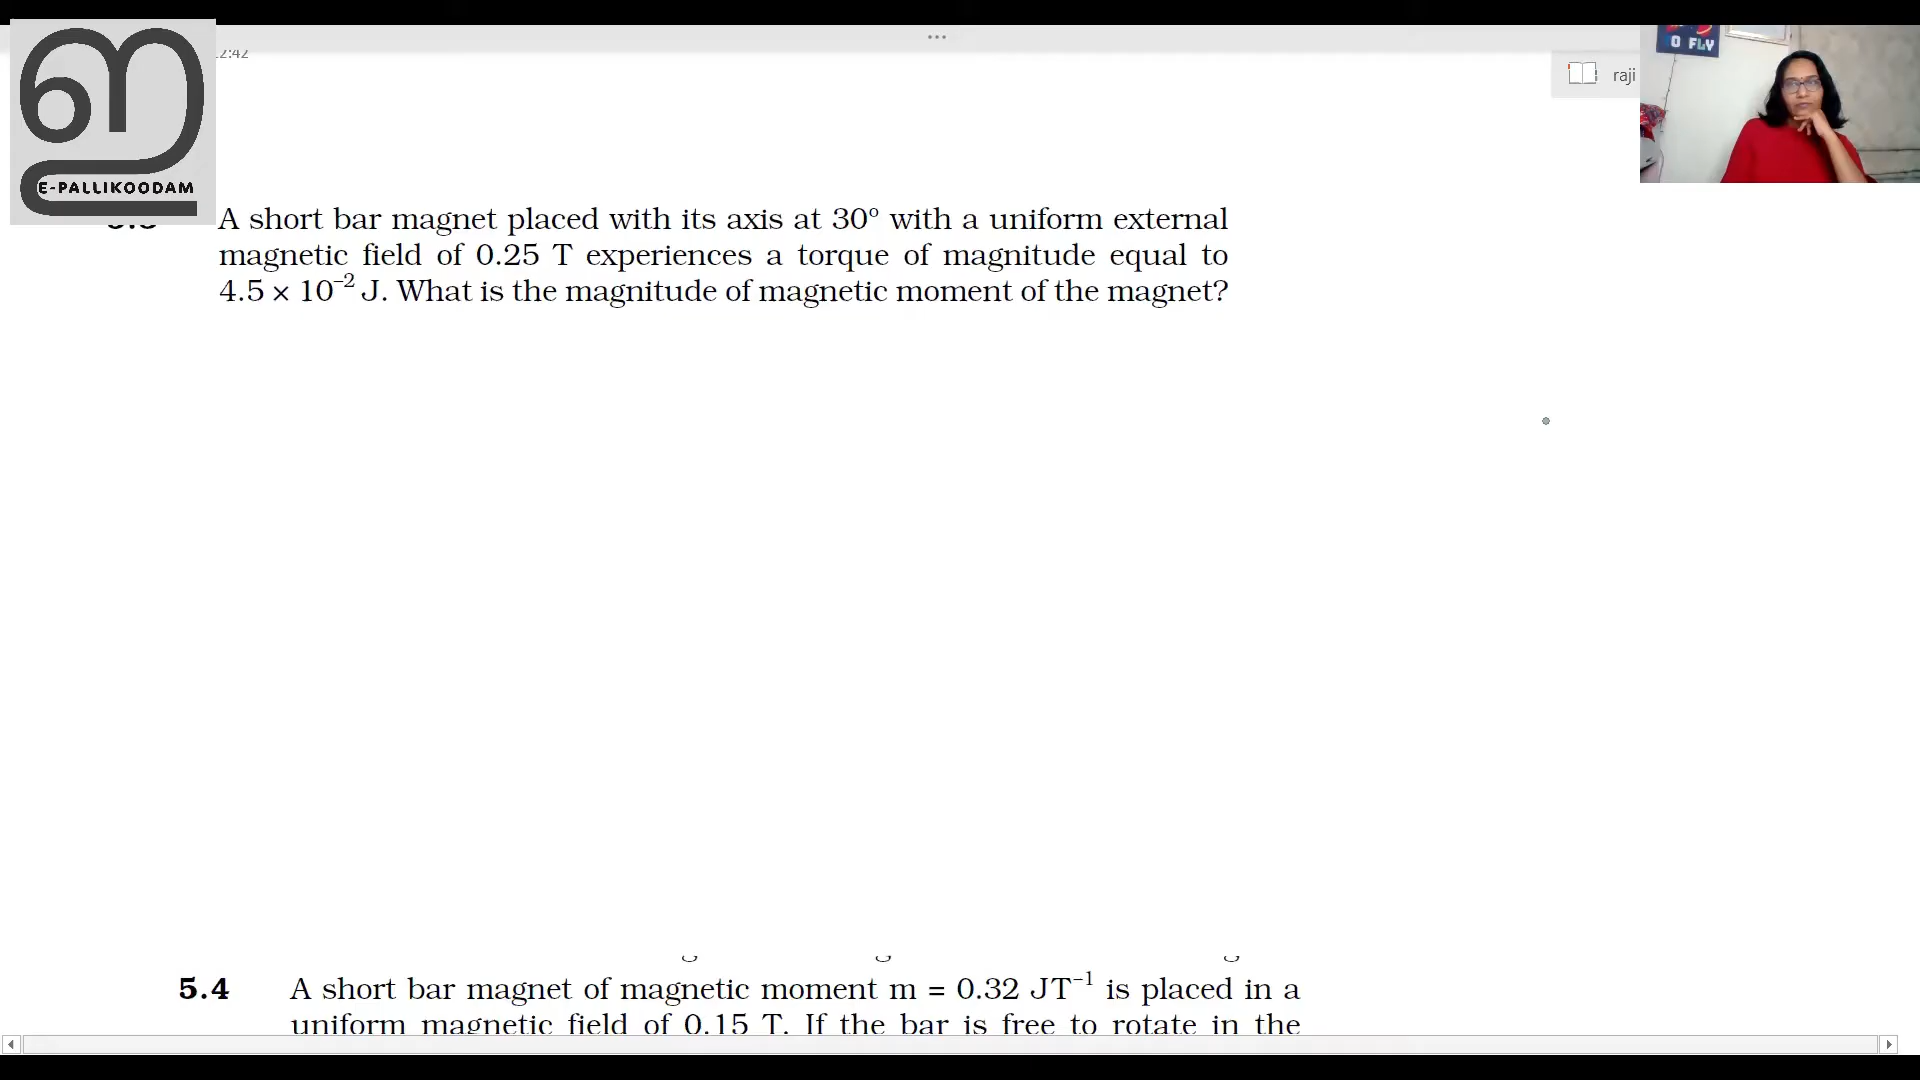 2:42
•••
O FLY
raji
E-PALLIKOODAM
A short bar magnet placed with its axis at 30° with a uniform external
magnetic field of 0.25 T experiences a torque of magnitude equal to
4.5 × 10⁻² J. What is the magnitude of magnetic moment of the magnet?
5.4 A short bar magnet of magnetic moment m = 0.32 JT⁻¹ is placed in a
uniform magnetic field of 0.15 T. If the bar is free to rotate in the